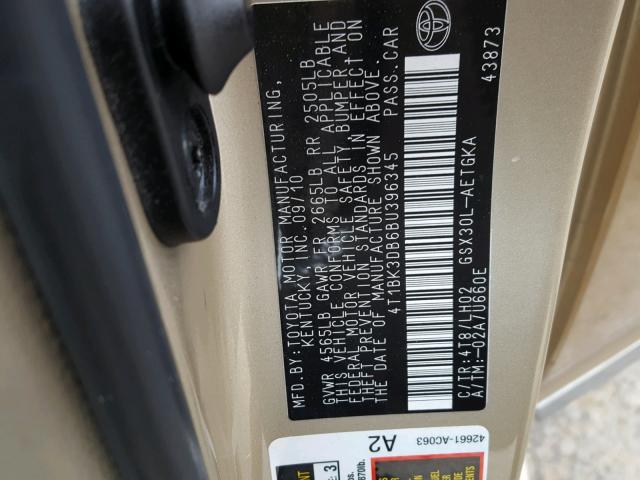 MFD.BY:TOYOTA MOTOR MANUFACTURING,
KENTUCKY, INC.09/10
GVWR 4565LB GAWR FR 2665LB RR 2505LB
THIS VEHICLE CONFORMS TO ALL APPLICABLE
FEDERAL MOTOR VEHICLE SAFETY, BUMPER,AND
THEFT PREVENTION STANDARDS IN EFFECT ON
THE DATE OF MANUFACTURE SHOWN ABOVE.
4T1BK3DB6BU396345 PASS.CAR
C/TR:4T8/LH02 GSX30L-AETGKA
A/TM:-02A/U660E
43873
42661-AC063
A2
3
870lb.